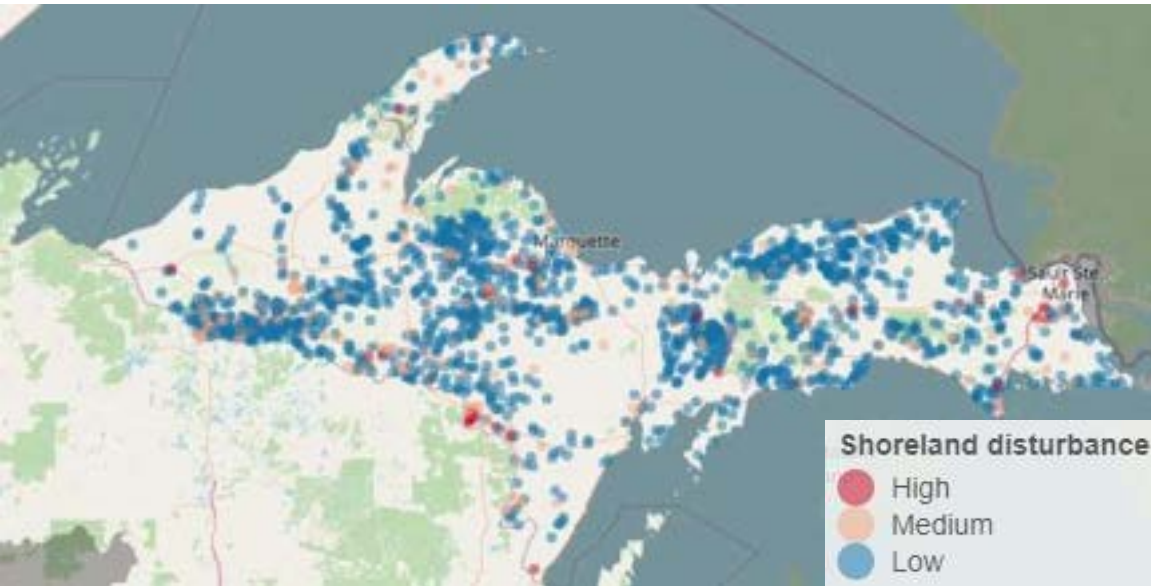 Marquette
Sault Ste.
Marie
Shoreland disturbance
High
Medium
Low